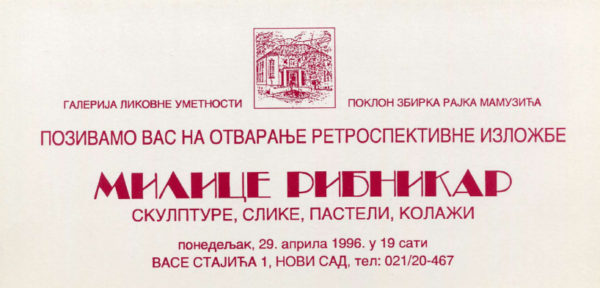 ГАЛЕРИЈА ЛИКОВНЕ УМЕТНОСТИ ПОКЛОН ЗБИРКА РАЈКА МАМУЗИЋА
ПОЗИВАМО ВАС НА ОТВАРАЊЕ РЕТРОСПЕКТИВНЕ ИЗЛОЖБЕ
МИЛИЦЕ РИБНИКАР
СКУЛПТУРЕ, СЛИКЕ, ПАСТЕЛИ, КОЛАЖИ
понедељак, 29. априла 1996. у 19 сати
ВАСЕ СТАЈИЋА 1, НОВИ САД, тел: 021/20-467